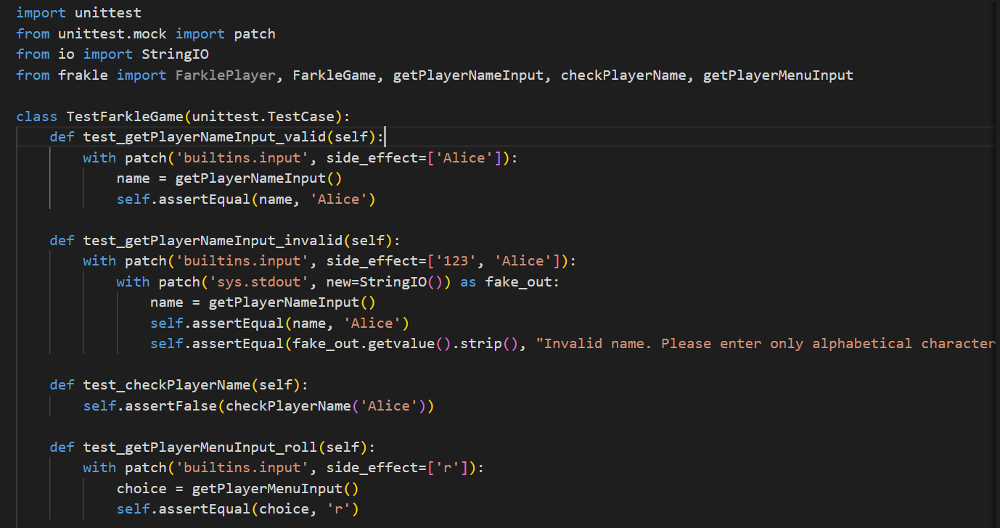 import unittest
from unittest.mock import patch
from io import StringIO
from frakle import FarklePlayer, FarkleGame, getPlayerNameInput, checkPlayerName, getPlayerMenuInput

class TestFarkleGame(unittest.TestCase):
    def test_getPlayerNameInput_valid(self):
        with patch('builtins.input', side_effect=['Alice']):
            name = getPlayerNameInput()
            self.assertEqual(name, 'Alice')

    def test_getPlayerNameInput_invalid(self):
        with patch('builtins.input', side_effect=['123', 'Alice']):
            with patch('sys.stdout', new=StringIO()) as fake_out:
                name = getPlayerNameInput()
                self.assertEqual(name, 'Alice')
                self.assertEqual(fake_out.getvalue().strip(), "Invalid name. Please enter only alphabetical character

    def test_checkPlayerName(self):
        self.assertFalse(checkPlayerName('Alice'))

    def test_getPlayerMenuInput_roll(self):
        with patch('builtins.input', side_effect=['r']):
            choice = getPlayerMenuInput()
            self.assertEqual(choice, 'r')